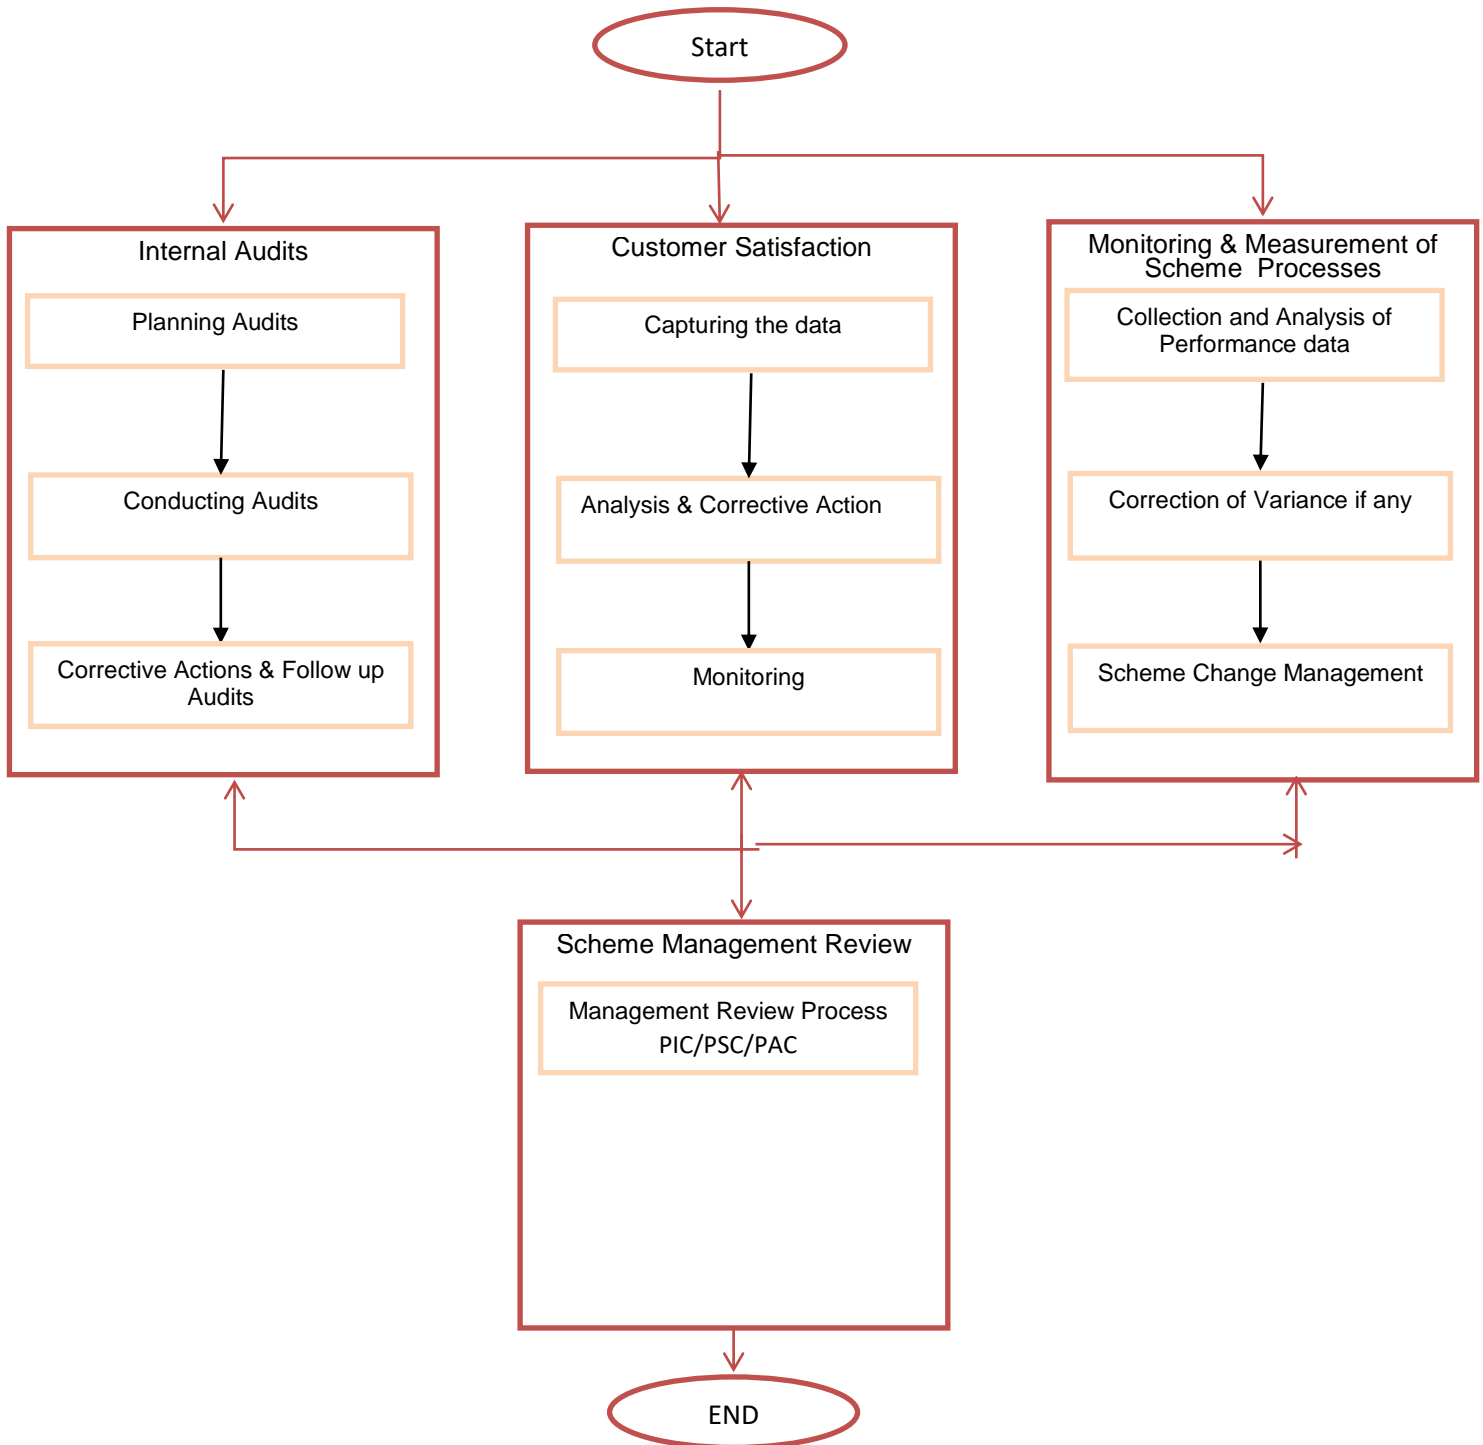 Start
Internal Audits
Planning Audits
Conducting Audits
Corrective Actions & Follow up
Audits
Customer Satisfaction
Capturing the data
Analysis & Corrective Action
Monitoring
Monitoring & Measurement of
Scheme Processes
Collection and Analysis of
Performance data
Correction of Variance if any
Scheme Change Management
Scheme Management Review
Management Review Process
PIC/PSC/PAC
END